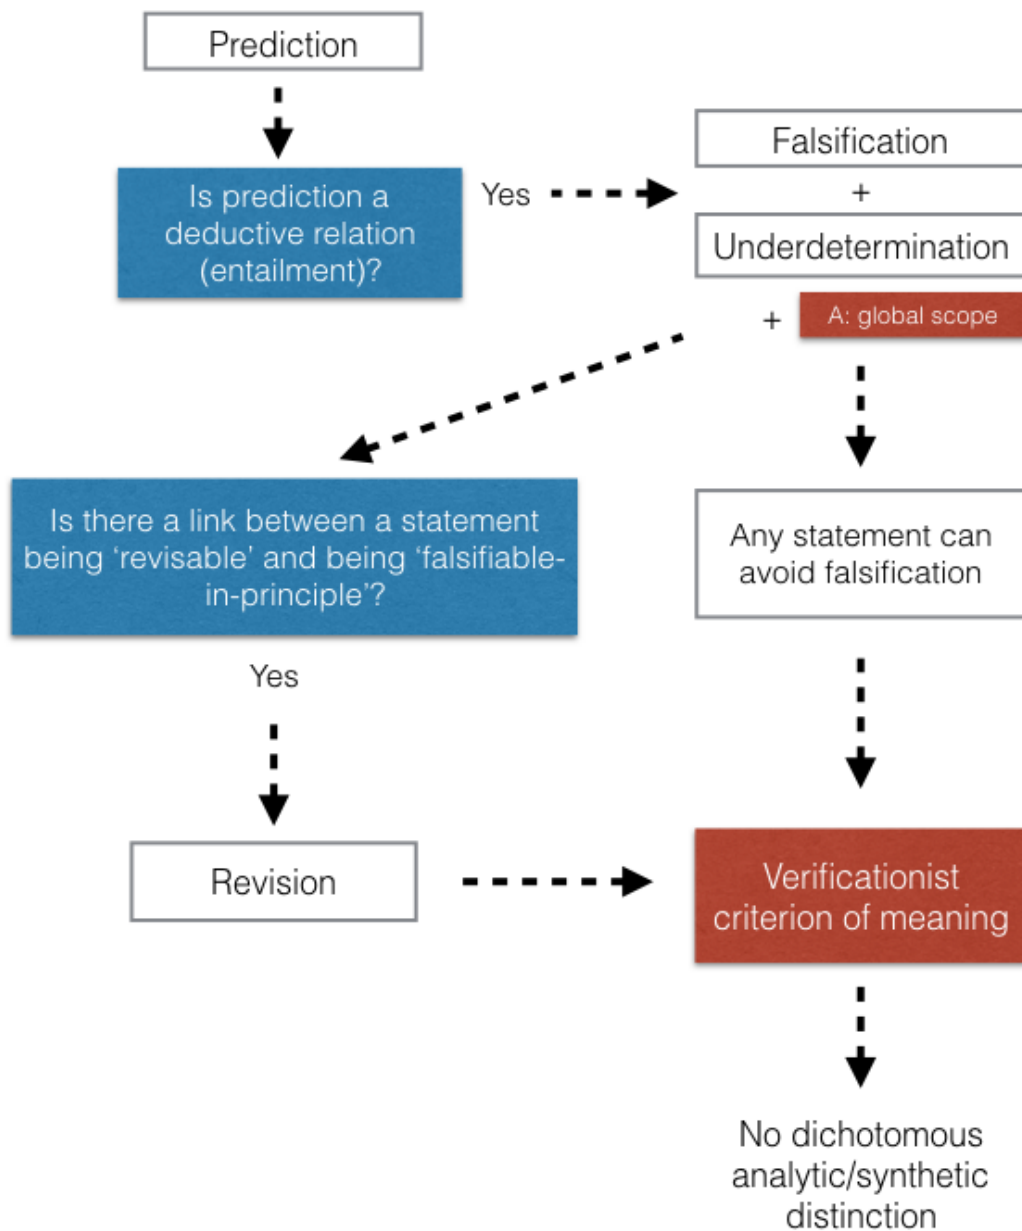 Prediction
Is prediction a
deductive relation
(entailment)?
Yes
Falsification
+
Underdetermination
+ A: global scope
Is there a link between a statement
being ‘revisable’ and being ‘falsifiable-
in-principle’?
Any statement can
avoid falsification
Yes
Revision
Verificationist
criterion of meaning
No dichotomous
analytic/synthetic
distinction